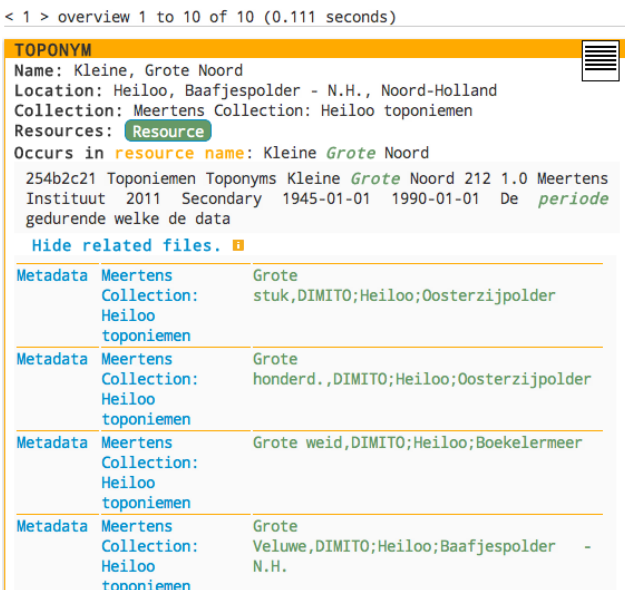 < 1 > overview 1 to 10 of 10 (0.111 seconds)
TOPONYM
Name: Kleine, Grote Noord
Location: Heiloo, Baafjespolder - N.H., Noord-Holland
Collection: Meertens Collection: Heiloo toponiemen
Resources: Resource
Occurs in resource name: Kleine Grote Noord
254b2c21 Toponiemen Toponyms Kleine Grote Noord 212 1.0 Meertens
Instituut 2011 Secondary 1945-01-01 1990-01-01 De periode
gedurende welke de data
Hide related files. i
Metadata Meertens Grote
Collection: stuk,DIMITO;Heiloo;Oosterzijpolder
Heiloo
toponiemen
Metadata Meertens Grote
Collection: honderd.,DIMITO;Heiloo;Oosterzijpolder
Heiloo
toponiemen
Metadata Meertens Grote weid,DIMITO;Heiloo;Boekelermeer
Collection:
Heiloo
toponiemen
Metadata Meertens Grote
Collection: Veluwe,DIMITO;Heiloo;Baafjespolder -
Heiloo N.H.
toponiemen